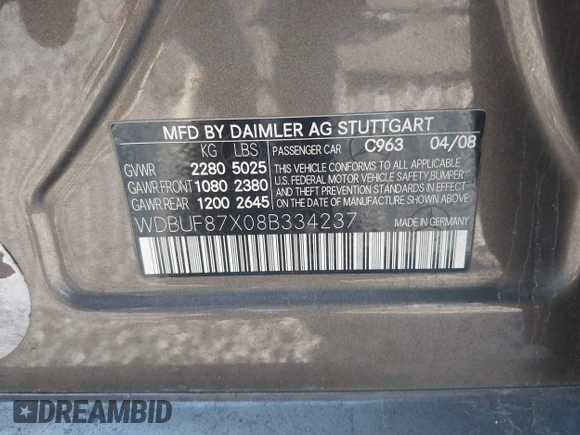 MFD BY DAIMLER AG STUTTGART
KG LBS PASSENGER CAR C963 04/08
GVWR 2280 5025
GAWR FRONT 1080 2380
GAWR REAR 1200 2645
THIS VEHICLE CONFORMS TO ALL APPLICABLE
U.S. FEDERAL MOTOR VEHICLE SAFETY, BUMPER,
AND THEFT PREVENTION STANDARDS IN EFFECT
ON THE DATE OF MANUFACTURE SHOWN ABOVE
WDBUF87X08B334237
MADE IN GERMANY
DREAMBID